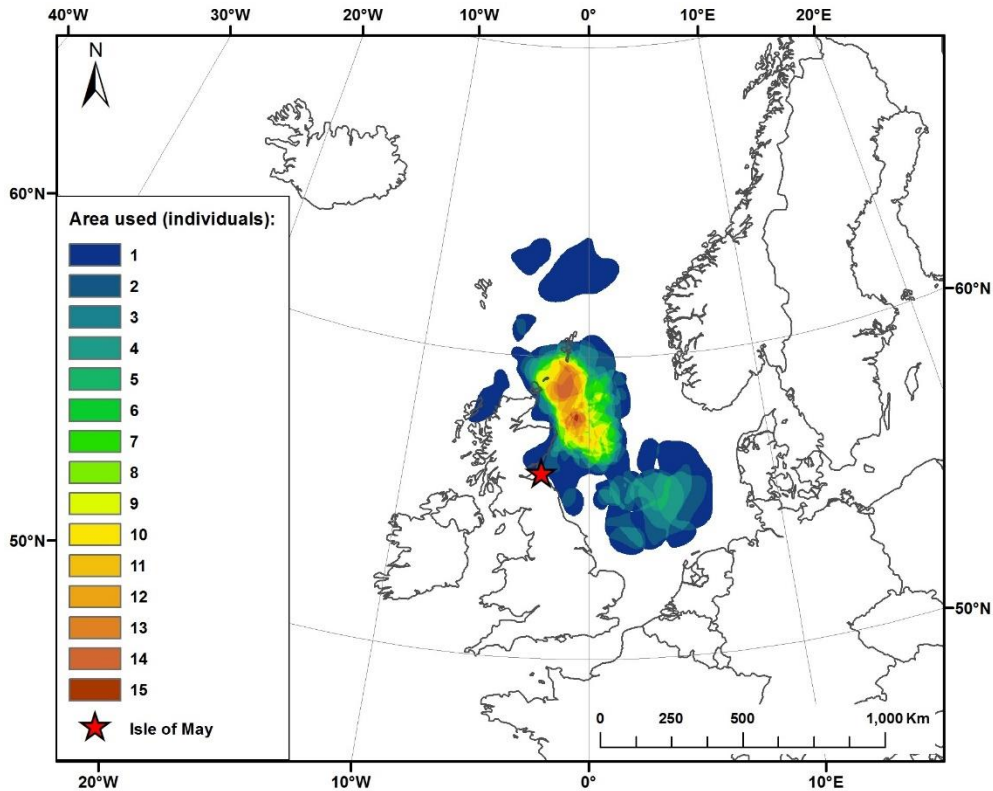 40°W 30°W 20°W 10°W 0° 10°E 20°E
N
60°N
60°N
Area used (individuals):
1
2
3
4
5
6
7
8
9
10
11
12
13
14
15
Isle of May
50°N
50°N
0 250 500 1,000 Km
20°W 10°W 0° 10°E